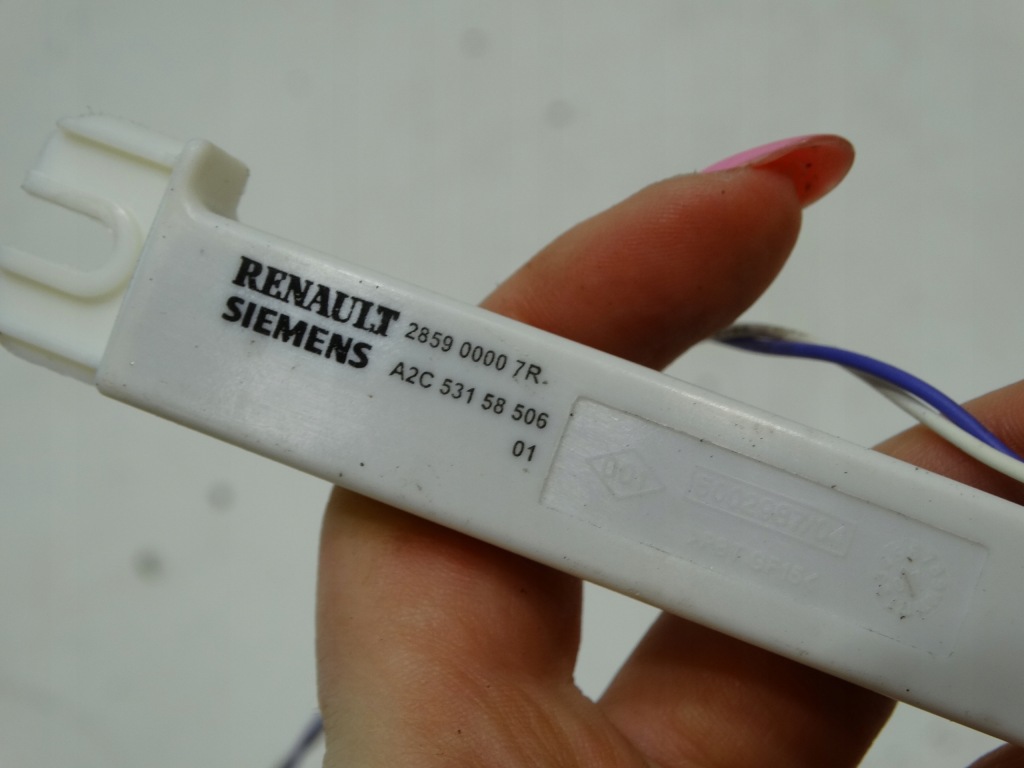 RENAULT 2859 0000 7R.
SIEMENS A2C 531 58 506
01